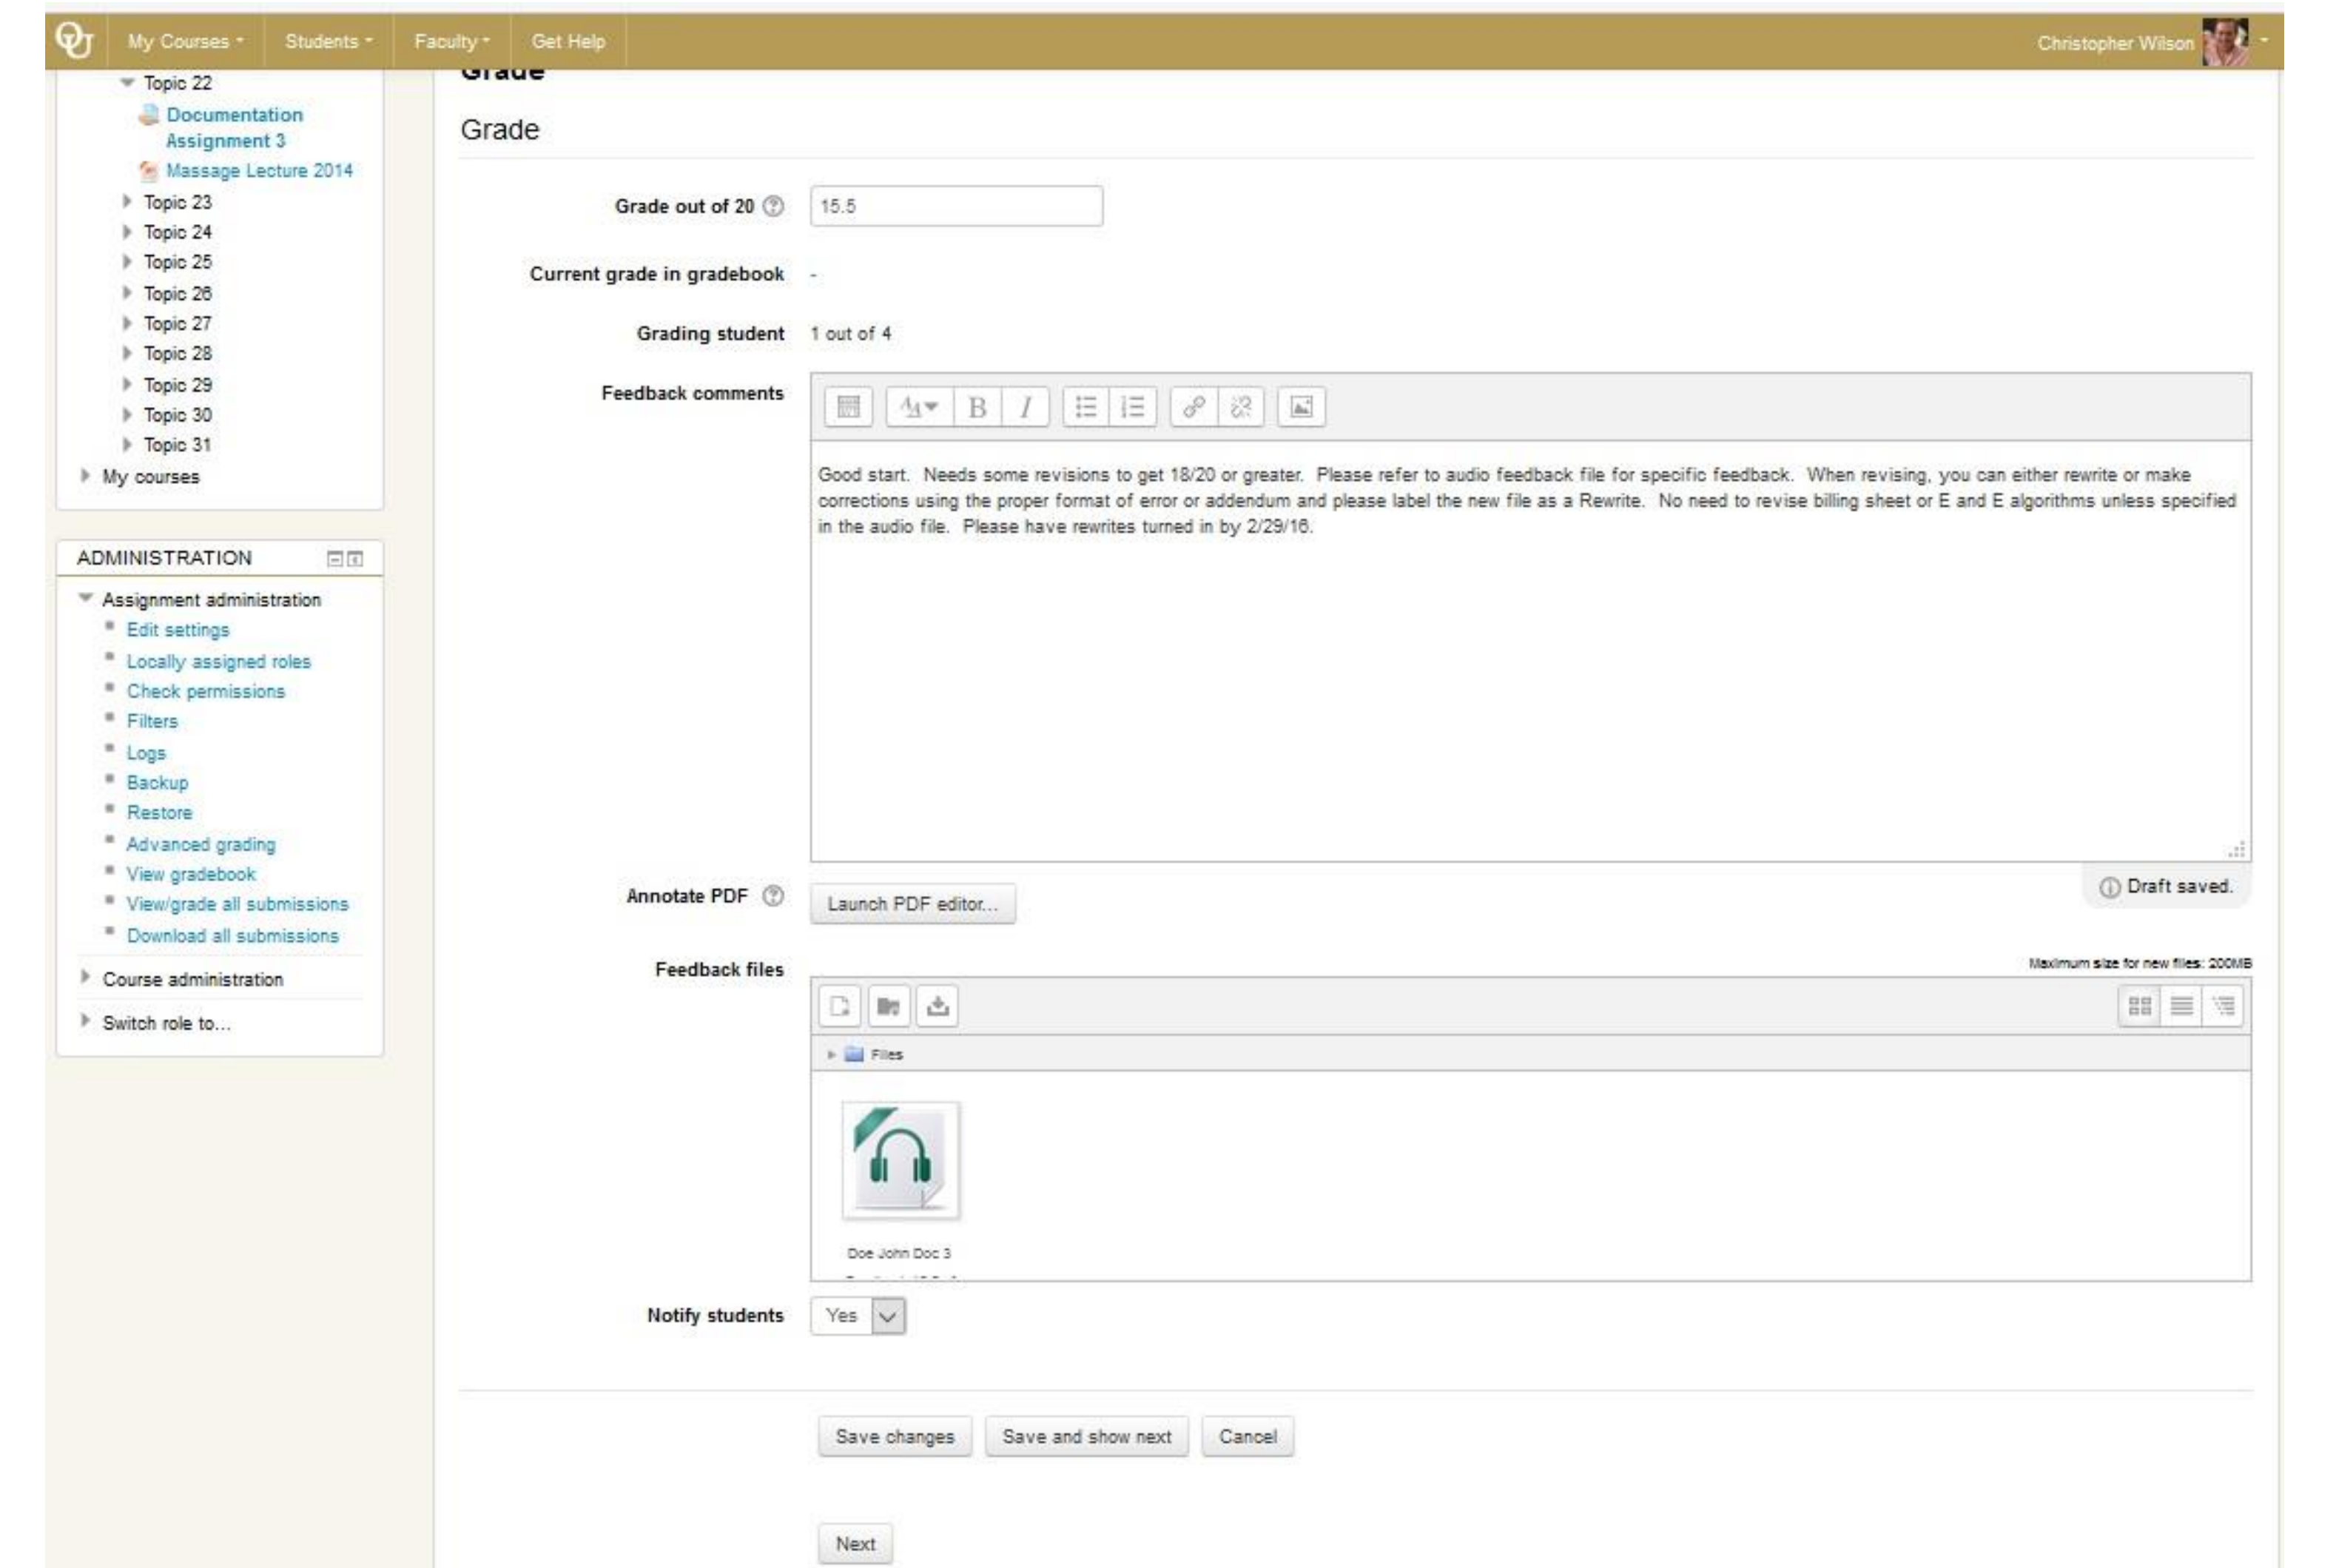 My Courses
Students
Faculty
Get Help
Christopher Wilson
Topic 22
Documentation
Assignment 3
Massage Lecture 2014
Topic 23
Topic 24
Topic 25
Topic 26
Topic 27
Topic 28
Topic 29
Topic 30
Topic 31
My courses
ADMINISTRATION
Assignment administration
Edit settings
Locally assigned roles
Check permissions
Filters
Logs
Backup
Restore
Advanced grading
View gradebook
View/grade all submissions
Download all submissions
Course administration
Switch role to...
Grade
Grade
Grade out of 20
15.5
Current grade in gradebook -
Grading student 1 out of 4
Feedback comments
Good start. Needs some revisions to get 18/20 or greater. Please refer to audio feedback file for specific feedback. When revising, you can either rewrite or make
corrections using the proper format of error or addendum and please label the new file as a Rewrite. No need to revise billing sheet or E and E algorithms unless specified
in the audio file. Please have rewrites turned in by 2/29/16.
Draft saved.
Annotate PDF
Launch PDF editor...
Feedback files
Maximum size for new files: 200MB
Files
Doe John Doc 3
Notify students
Yes
Save changes
Save and show next
Cancel
Next